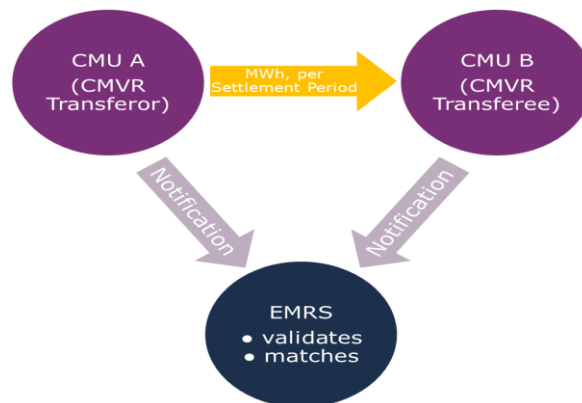 CMU A
(CMVR
Transferor)
MWh, per
Settlement Period
CMU B
(CMVR
Transferee)
Notification
Notification
EMRS
• validates
• matches